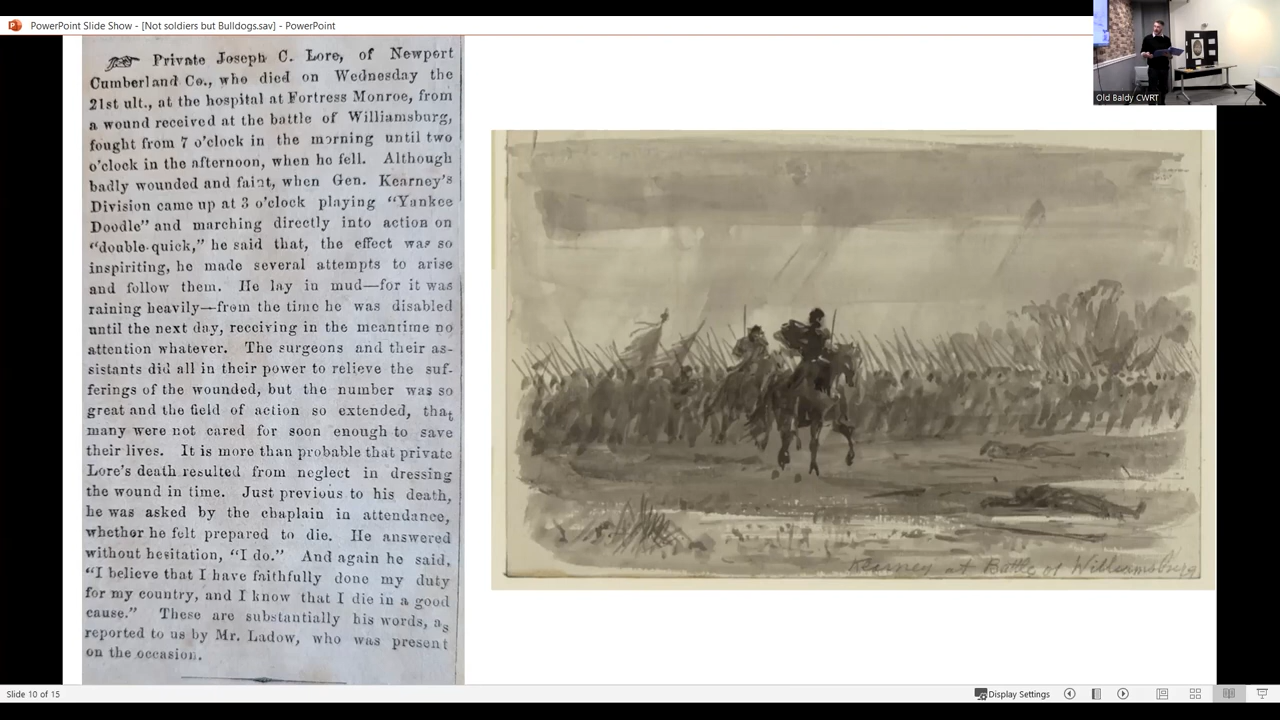 PowerPoint Slide Show - [Not soldiers but Bulldogs.sav] - PowerPoint
Old Baldy CWRT
Private Joseph C. Lore, of Newport
Cumberland Co., who died on Wednesday the
21st ult., at the hospital at Fortress Monroe, from
a wound received at the battle of Williamsburg,
fought from 7 o'clock in the morning until two
o'clock in the afternoon, when he fell. Although
badly wounded and faint, when Gen. Kearney's
Division came up at 3 o'clock playing "Yankee
Doodle" and marching directly into action on
"double-quick," he said that, the effect was so
inspiriting, he made several attempts to arise
and follow them. He lay in mud—for it was
raining heavily—from the time he was disabled
until the next day, receiving in the meantime no
attention whatever. The surgeons and their as-
sistants did all in their power to relieve the suf-
ferings of the wounded, but the number was so
great and the field of action so extended, that
many were not cared for soon enough to save
their lives. It is more than probable that private
Lore's death resulted from neglect in dressing
the wound in time. Just previous to his death,
he was asked by the chaplain in attendance,
whether he felt prepared to die. He answered
without hesitation, "I do." And again he said,
"I believe that I have faithfully done my duty
for my country, and I know that I die in a good
cause." These are substantially his words, as
reported to us by Mr. Ladow, who was present
on the occasion.
Kearney at Battle of Williamsburg
Slide 10 of 15
Display Settings